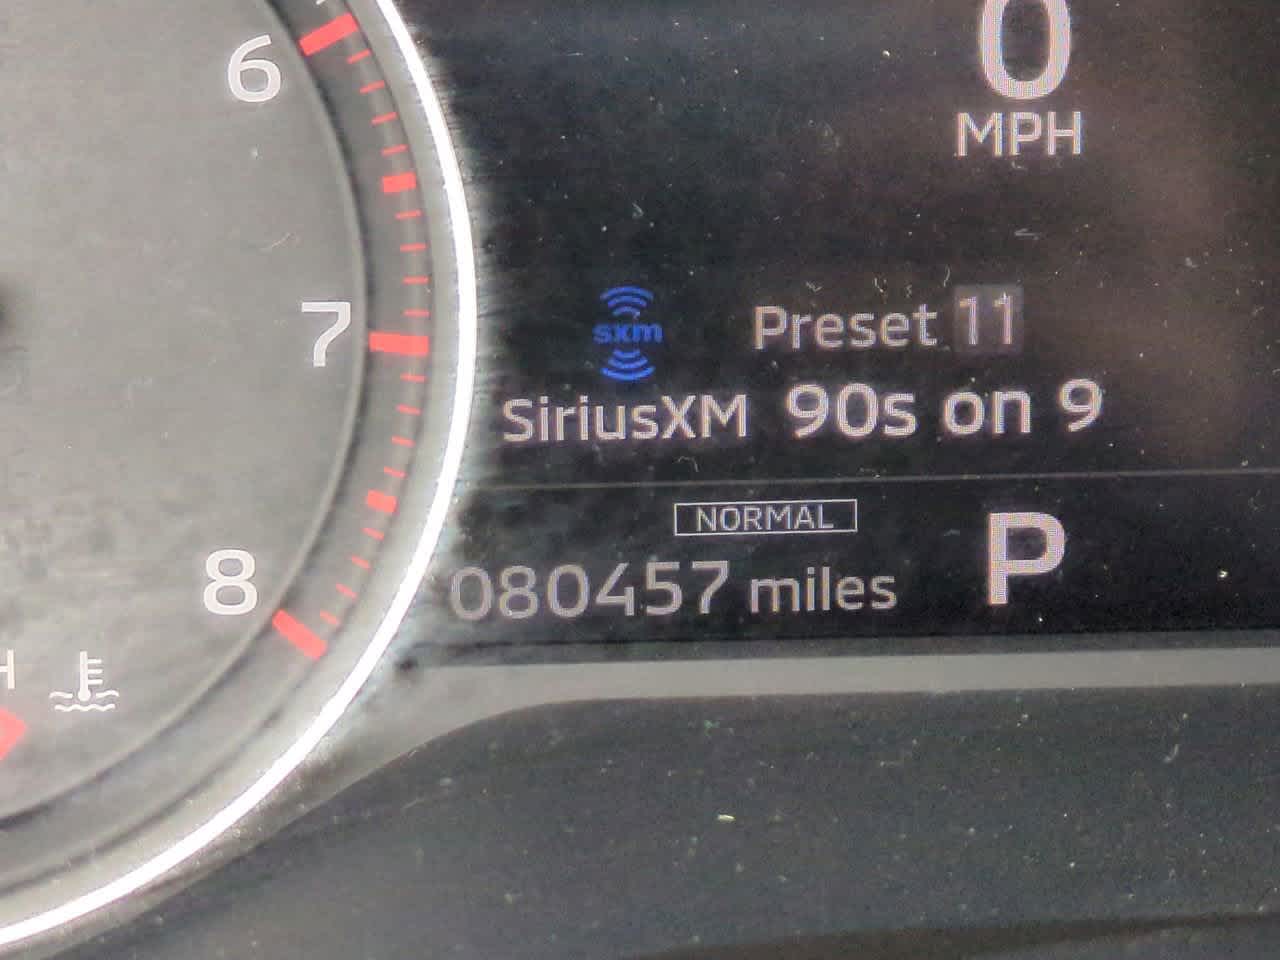 0
MPH
6
7
8
H
sxm
Preset 11
SiriusXM 90s on 9
NORMAL
080457 miles
P